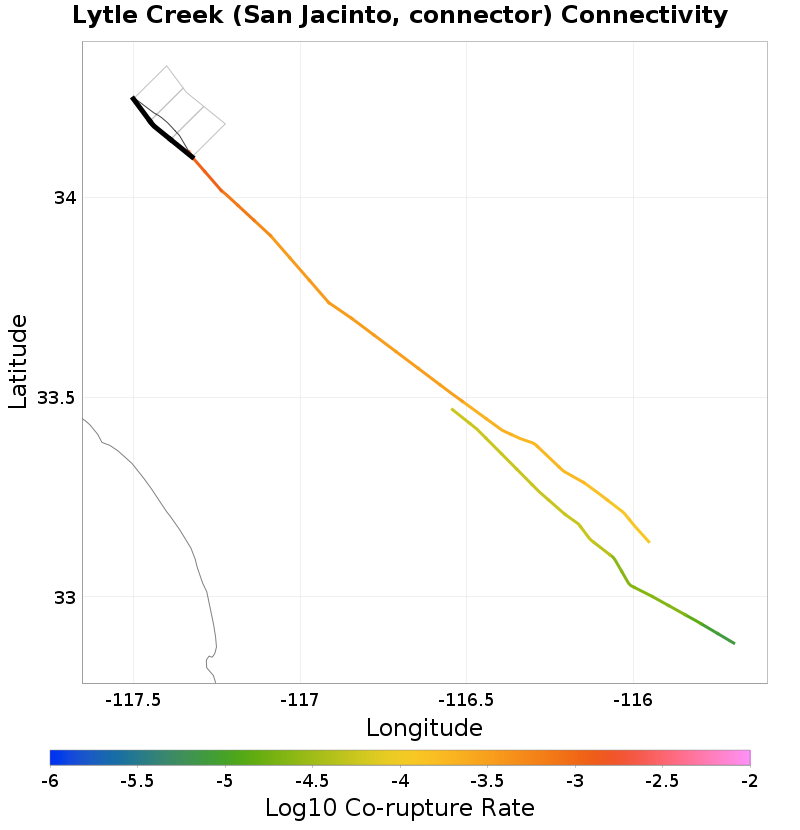 Lytle Creek (San Jacinto, connector) Connectivity
Latitude
34
33.5
33
-117.5 -117 -116.5 -116
Longitude
-6 -5.5 -5 -4.5 -4 -3.5 -3 -2.5 -2
Log10 Co-rupture Rate